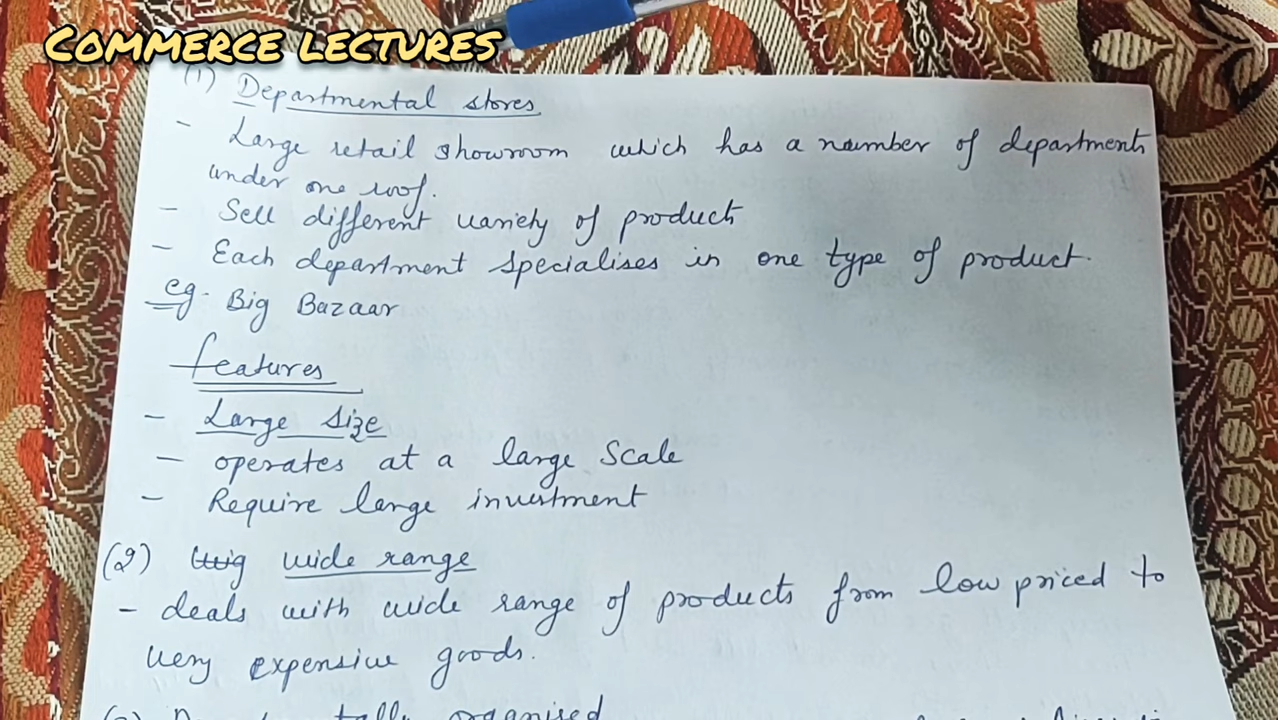 COMMERCE LECTURES
(1) Departmental stores
- Large retail showroom which has a number of departments
under one roof.
- Sell different variety of product
- Each department specialises in one type of product.
eg. Big Bazaar
features
- Large size
- operates at a large scale
- Require large investment
(2) wide range
- deals with wide range of products from low priced to
very expensive goods.
organised